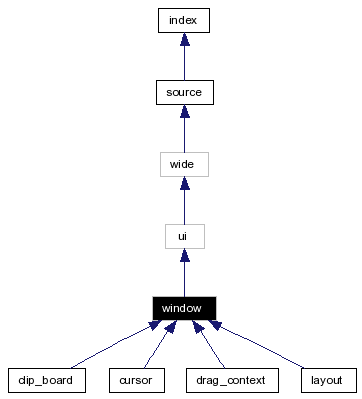 index
source
wide
ui
window
clip_board
cursor
drag_context
layout